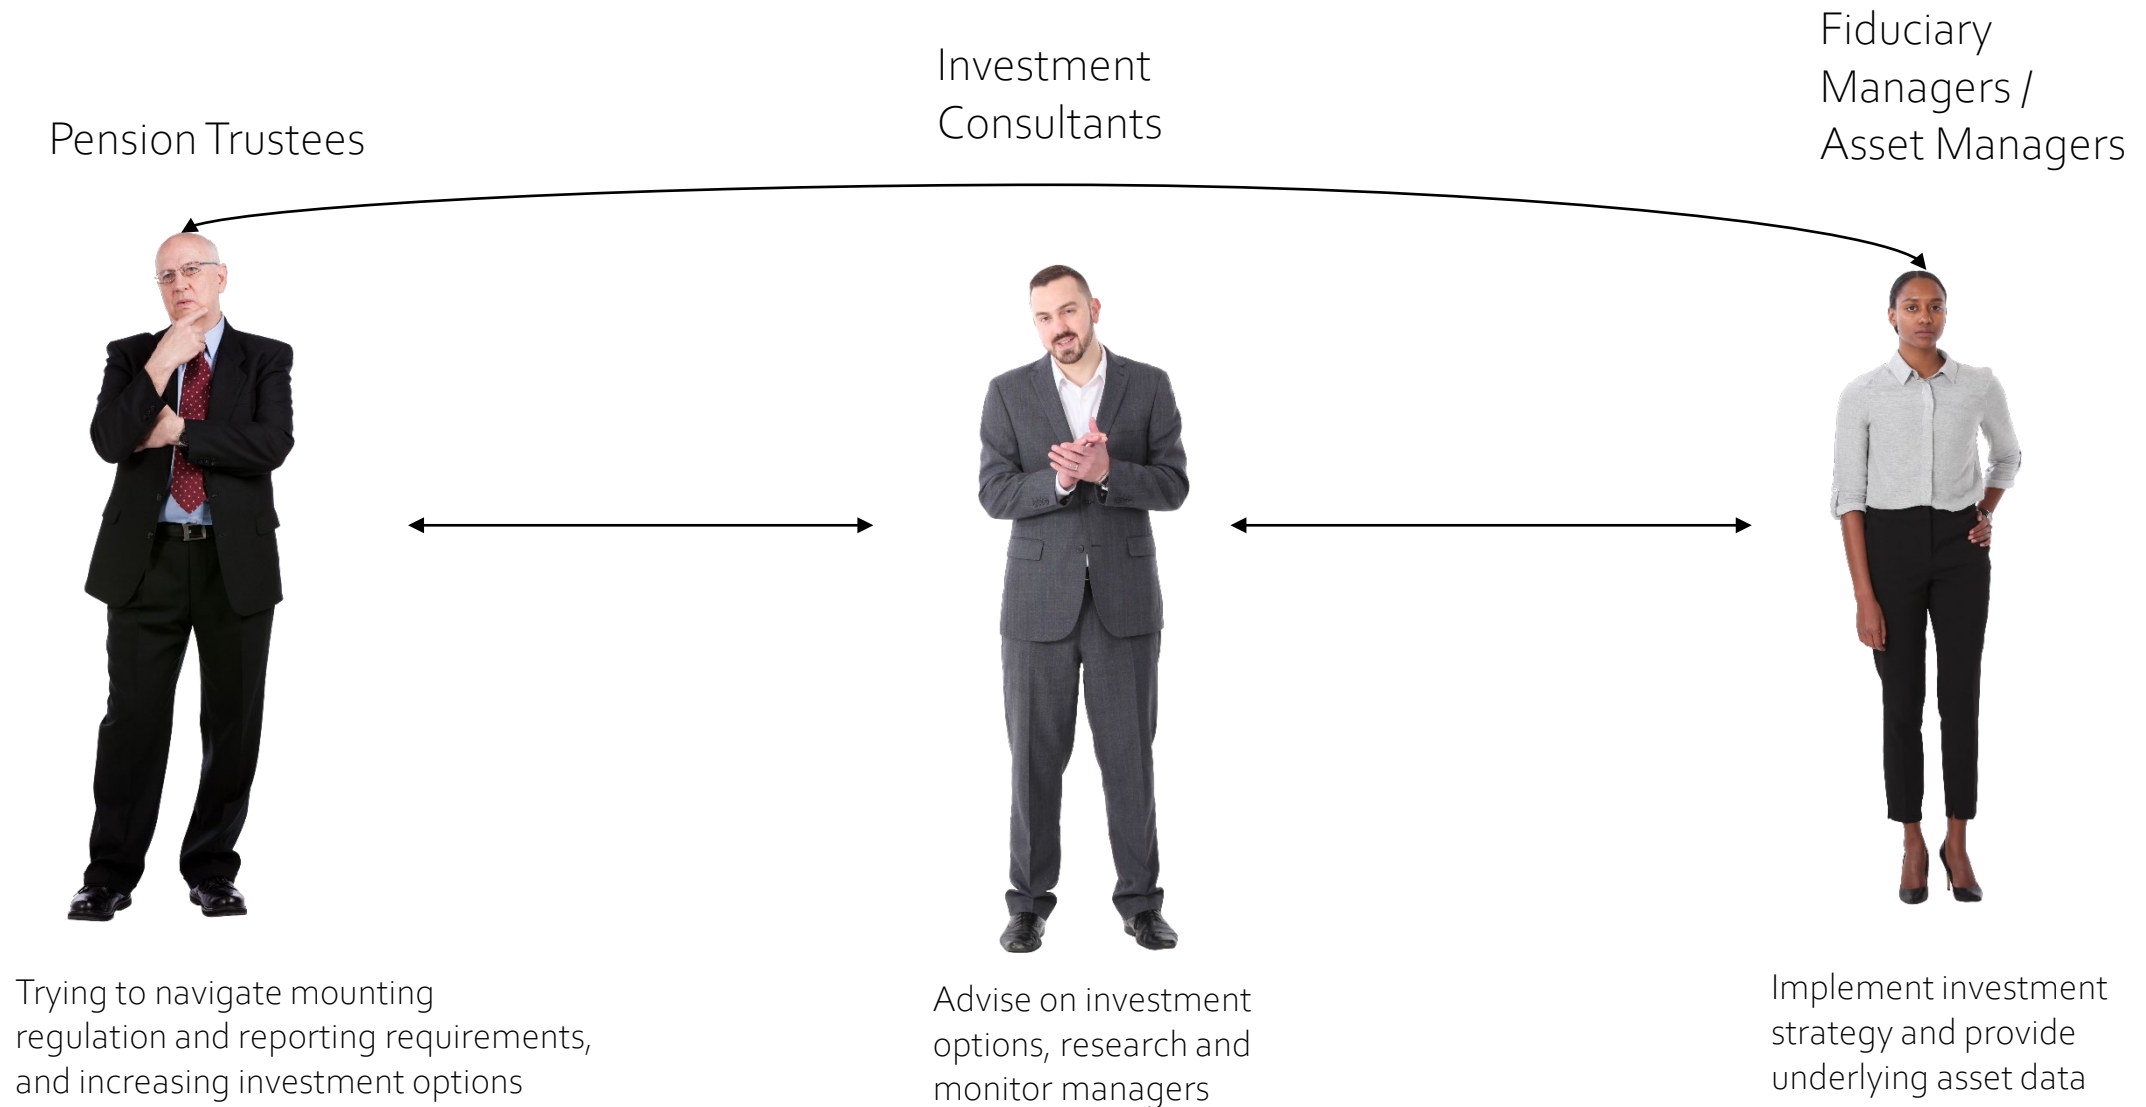 Pension Trustees
Investment
Consultants
Fiduciary
Managers /
Asset Managers
Trying to navigate mounting
regulation and reporting requirements,
and increasing investment options
Advise on investment
options, research and
monitor managers
Implement investment
strategy and provide
underlying asset data